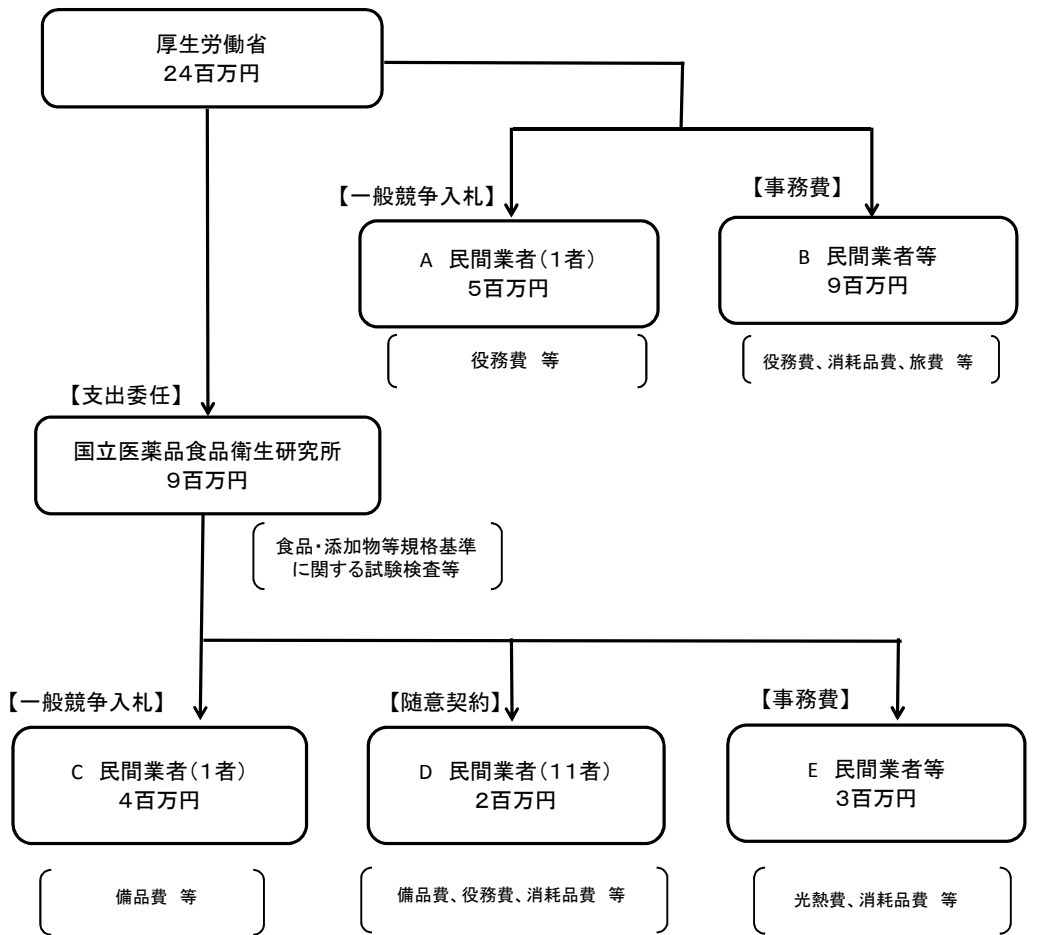 厚生労働省
24百万円
【一般競争入札】
【事務費】
A 民間業者(1者)
5百万円
B 民間業者等
9百万円
役務費 等
役務費、消耗品費、旅費 等
【支出委任】
国立医薬品食品衛生研究所
9百万円
食品・添加物等規格基準
に関する試験検査等
【一般競争入札】
【随意契約】
【事務費】
C 民間業者(1者)
4百万円
D 民間業者(11者)
2百万円
E 民間業者等
3百万円
備品費 等
備品費、役務費、消耗品費 等
光熱費、消耗品費 等